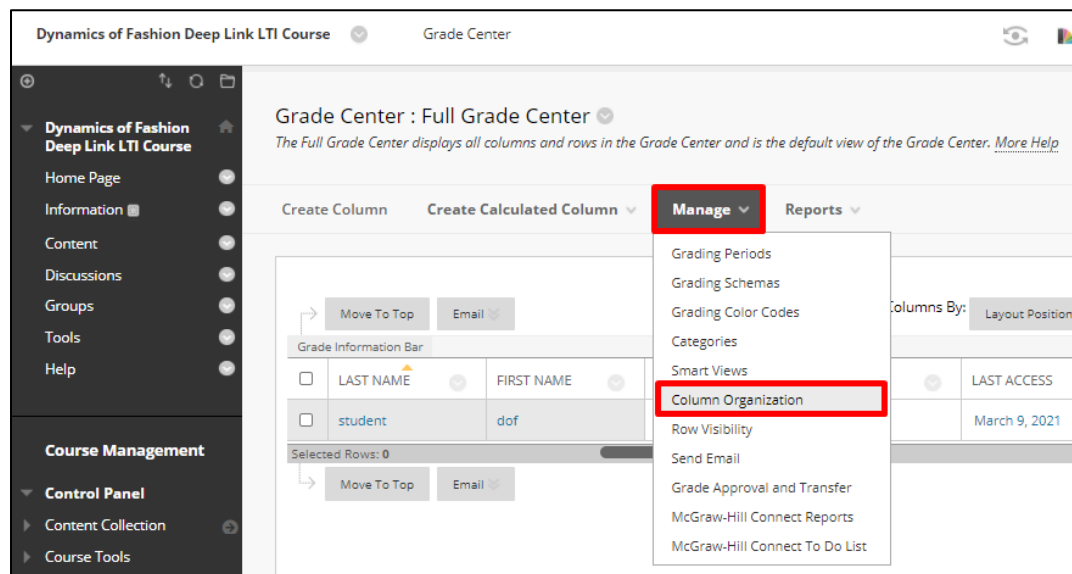 Dynamics of Fashion Deep Link LTI Course
Grade Center
Dynamics of Fashion
Deep Link LTI Course
Home Page
Information
Content
Discussions
Groups
Tools
Help
Course Management
Control Panel
Content Collection
Course Tools
Grade Center : Full Grade Center
The Full Grade Center displays all columns and rows in the Grade Center and is the default view of the Grade Center. More Help
Create Column Create Calculated Column Manage Reports
Grading Periods
Grading Schemas
Grading Color Codes
Categories
Smart Views
Column Organization
Row Visibility
Send Email
Grade Approval and Transfer
McGraw-Hill Connect Reports
McGraw-Hill Connect To Do List
Move To Top Email
olumns By: Layout Position
Grade Information Bar
LAST NAME FIRST NAME LAST ACCESS
student dof March 9, 2021
Selected Rows: 0
Move To Top Email